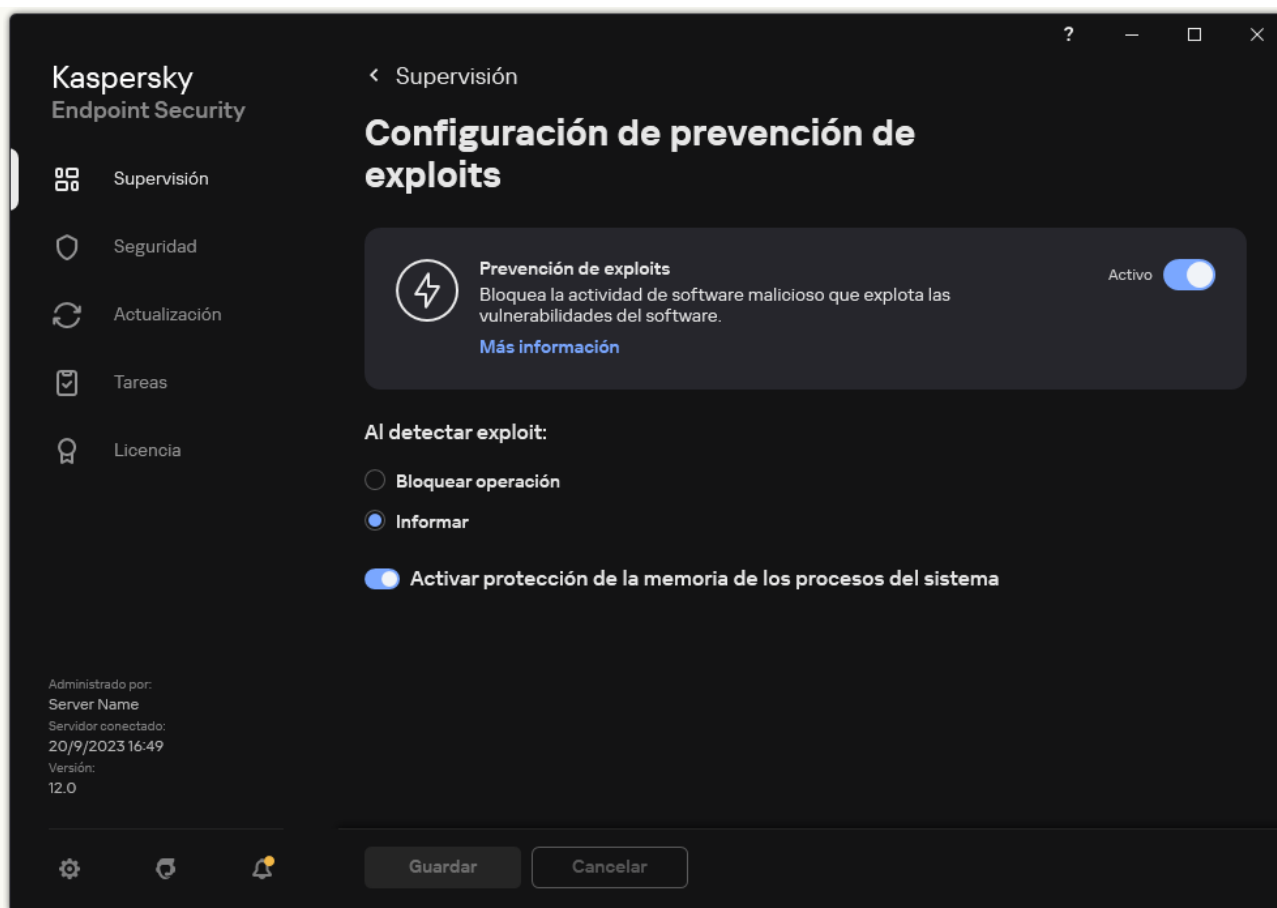 ?
Kaspersky
Endpoint Security
Supervisión
Seguridad
Actualización
Tareas
Licencia
Administrado por:
Server Name
Servidor conectado:
20/9/2023 16:49
Versión:
12.0
Supervisión
Configuración de prevención de
exploits
Prevención de exploits
Bloquea la actividad de software malicioso que explota las
vulnerabilidades del software.
Más información
Activo
Al detectar exploit:
Bloquear operación
Informar
Activar protección de la memoria de los procesos del sistema
Guardar
Cancelar